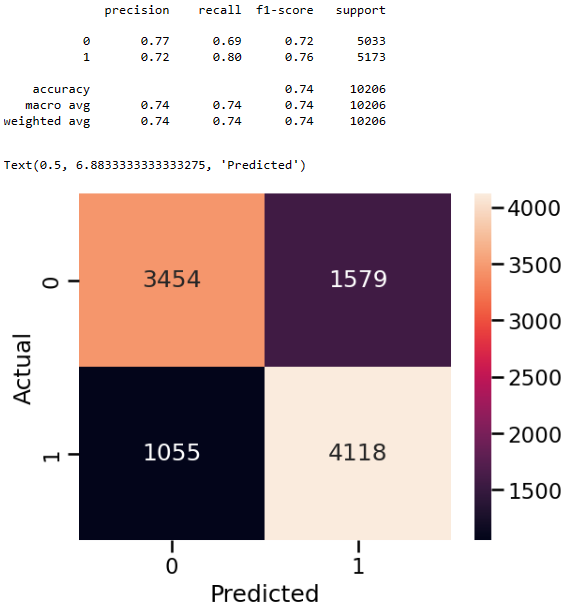 precision recall f1-score support
0 0.77 0.69 0.72 5033
1 0.72 0.80 0.76 5173
accuracy 0.74 10206
macro avg 0.74 0.74 0.74 10206
weighted avg 0.74 0.74 0.74 10206
Text(0.5, 6.8833333333333275, 'Predicted')
4000
3500
3000
2500
2000
1500
Actual
0 3454 1579
1 1055 4118
0 1
Predicted